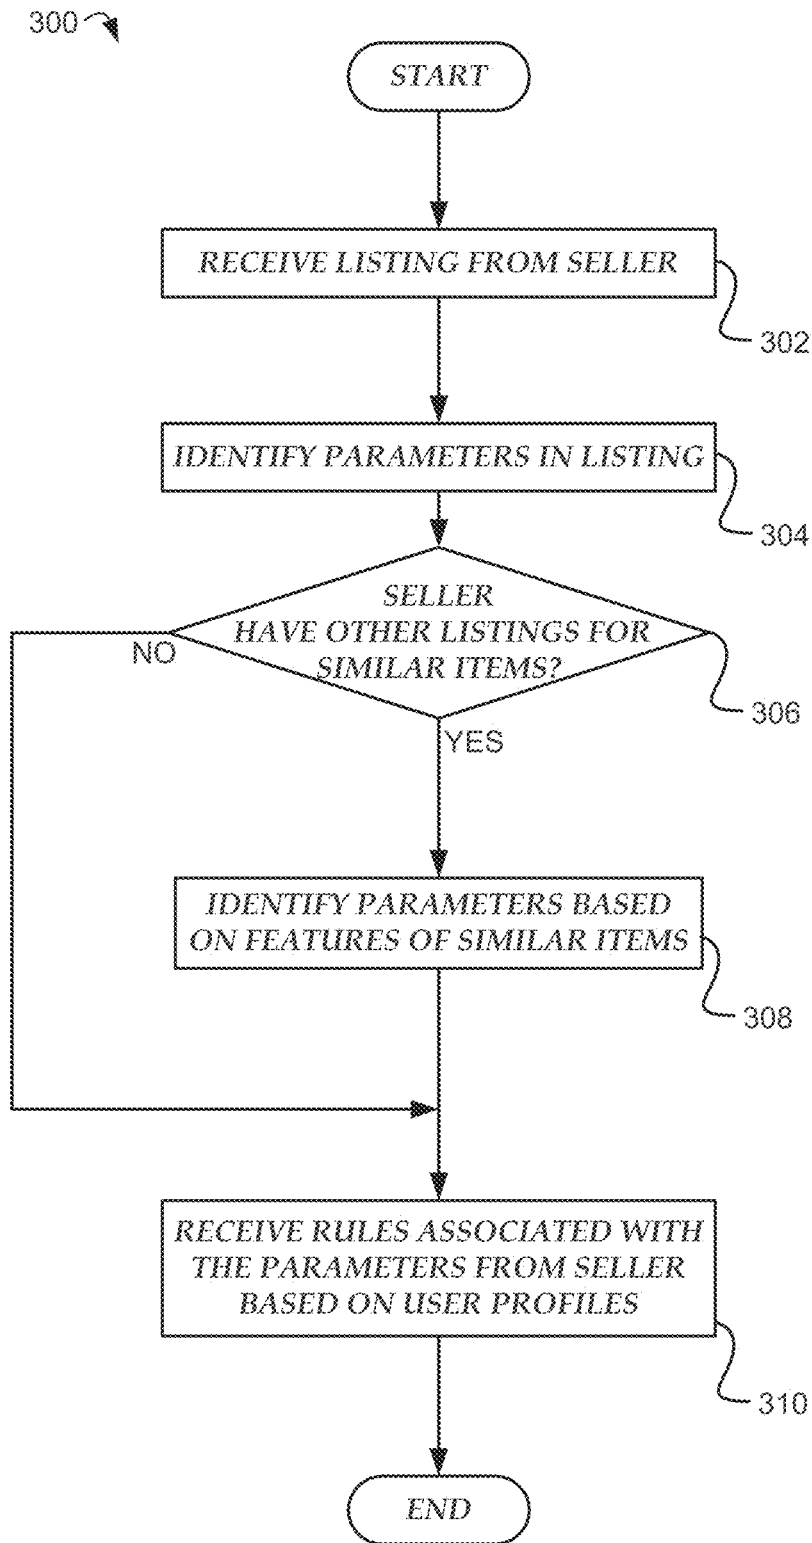 300
START
RECEIVE LISTING FROM SELLER
302
IDENTIFY PARAMETERS IN LISTING
304
SELLER
HAVE OTHER LISTINGS FOR
SIMILAR ITEMS?
NO
306
YES
IDENTIFY PARAMETERS BASED
ON FEATURES OF SIMILAR ITEMS
308
RECEIVE RULES ASSOCIATED WITH
THE PARAMETERS FROM SELLER
BASED ON USER PROFILES
310
END